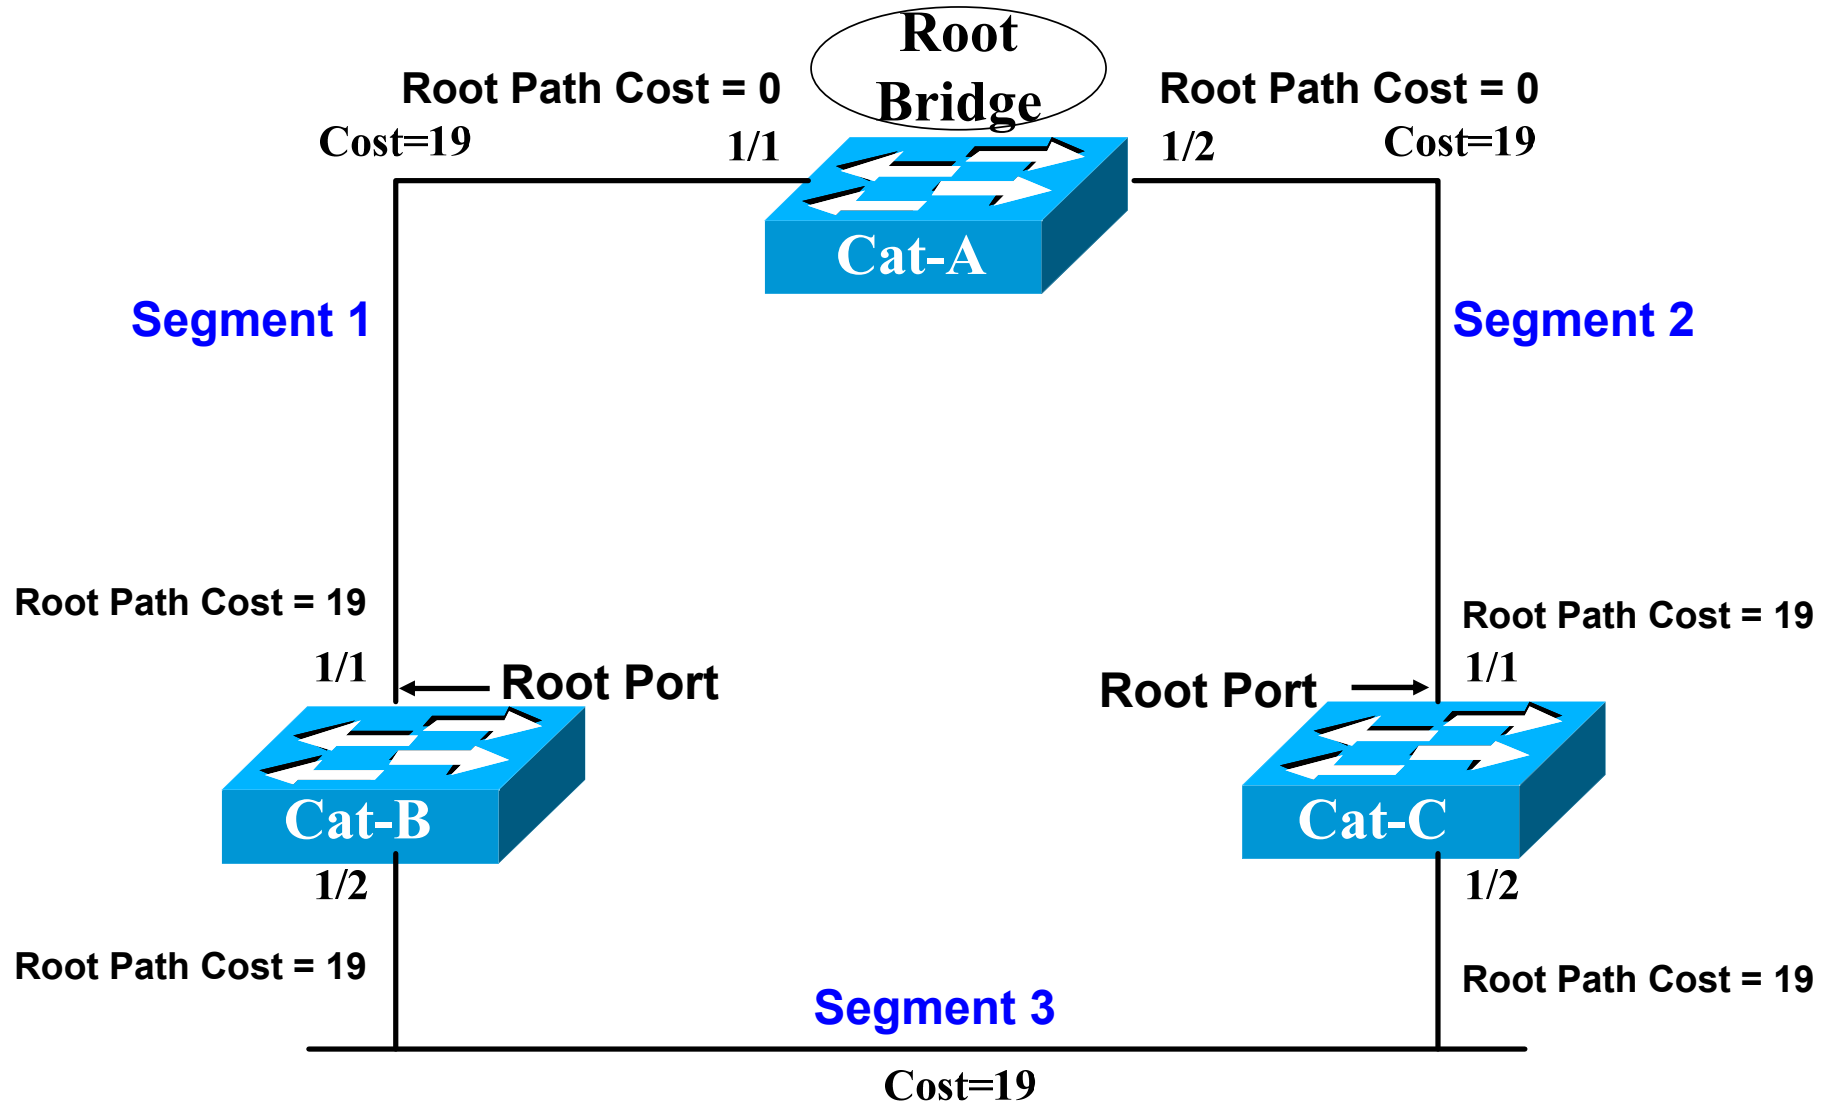 Root
Bridge
Root Path Cost = 0
Root Path Cost = 0
Cost=19
1/1
1/2
Cost=19
Cat-A
Segment 1
Segment 2
Root Path Cost = 19
Root Path Cost = 19
1/1
Root Port
Root Port
1/1
Cat-B
Cat-C
1/2
1/2
Root Path Cost = 19
Root Path Cost = 19
Segment 3
Cost=19